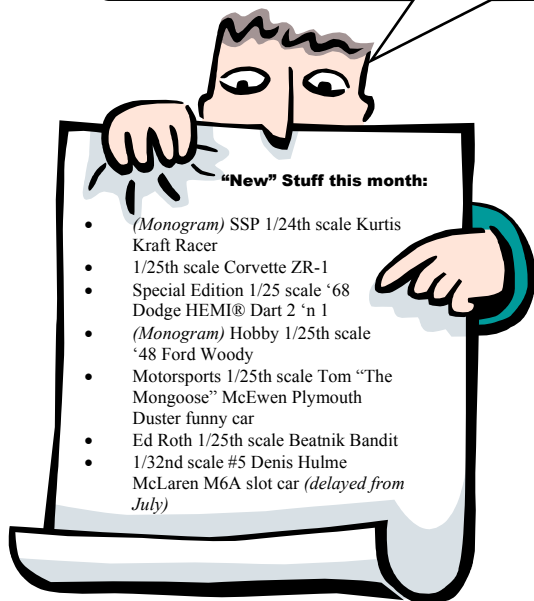 “New” Stuff this month:
• (Monogram) SSP 1/24th scale Kurtis
Kraft Racer
• 1/25th scale Corvette ZR-1
• Special Edition 1/25 scale ‘68
Dodge HEMI® Dart 2 ‘n 1
• (Monogram) Hobby 1/25th scale
‘48 Ford Woody
• Motorsports 1/25th scale Tom “The
Mongoose” McEwen Plymouth
Duster funny car
• Ed Roth 1/25th scale Beatnik Bandit
• 1/32nd scale #5 Denis Hulme
McLaren M6A slot car (delayed from
July)